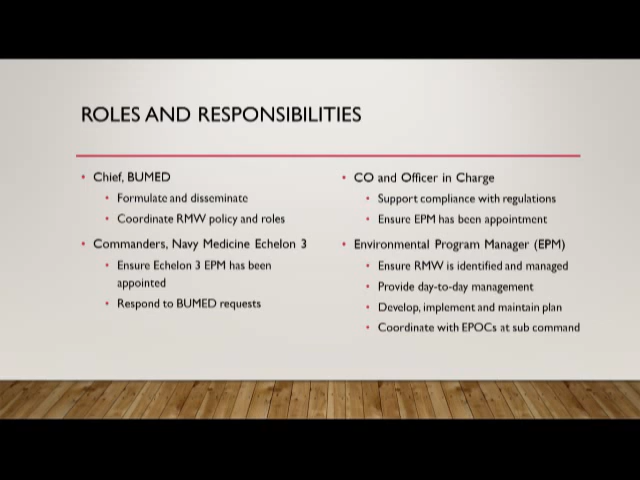 ROLES AND RESPONSIBILITIES
• Chief, BUMED
• Formulate and disseminate
• Coordinate RMW policy and roles
• Commanders, Navy Medicine Echelon 3
• Ensure Echelon 3 EPM has been
appointed
• Respond to BUMED requests
• CO and Officer in Charge
• Support compliance with regulations
• Ensure EPM has been appointment
• Environmental Program Manager (EPM)
• Ensure RMW is identified and managed
• Provide day-to-day management
• Develop, implement and maintain plan
• Coordinate with EPOCs at sub command